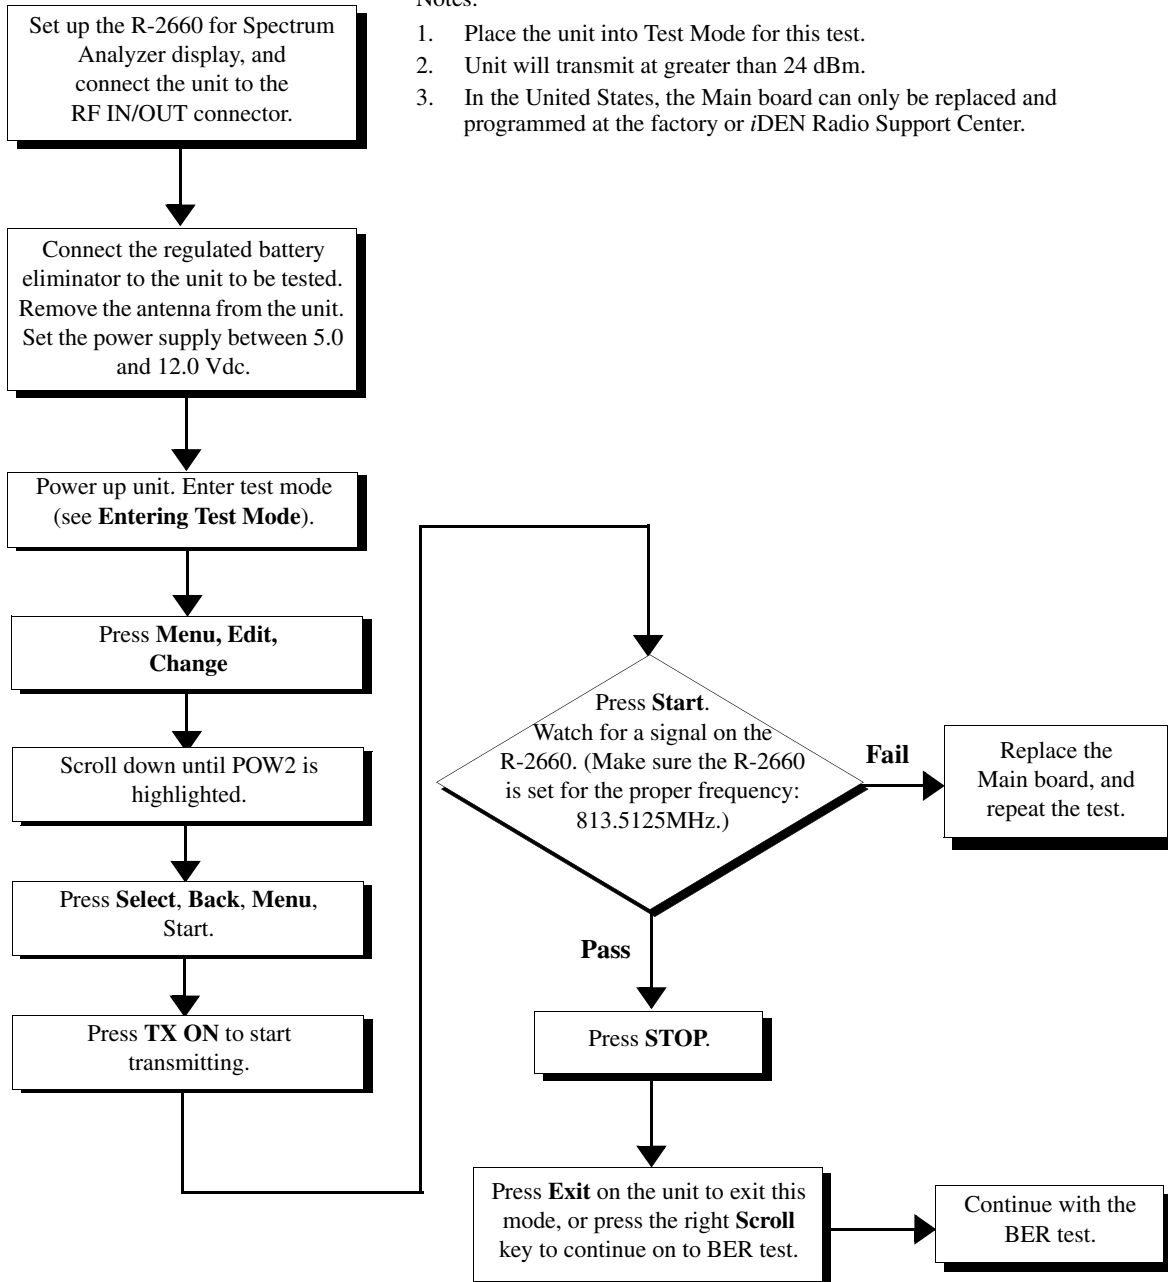 Set up the R-2660 for Spectrum
Analyzer display, and
connect the unit to the
RF IN/OUT connector.
Notes:
1. Place the unit into Test Mode for this test.
2. Unit will transmit at greater than 24 dBm.
3. In the United States, the Main board can only be replaced and
programmed at the factory or iDEN Radio Support Center.
Connect the regulated battery
eliminator to the unit to be tested.
Remove the antenna from the unit.
Set the power supply between 5.0
and 12.0 Vdc.
Power up unit. Enter test mode
(see Entering Test Mode).
Press Menu, Edit,
Change
Scroll down until POW2 is
highlighted.
Press Select, Back, Menu,
Start.
Press TX ON to start
transmitting.
Press Start.
Watch for a signal on the
R-2660. (Make sure the R-2660
is set for the proper frequency:
813.5125MHz.)
Fail
Replace the
Main board, and
repeat the test.
Pass
Press STOP.
Press Exit on the unit to exit this
mode, or press the right Scroll
key to continue on to BER test.
Continue with the
BER test.